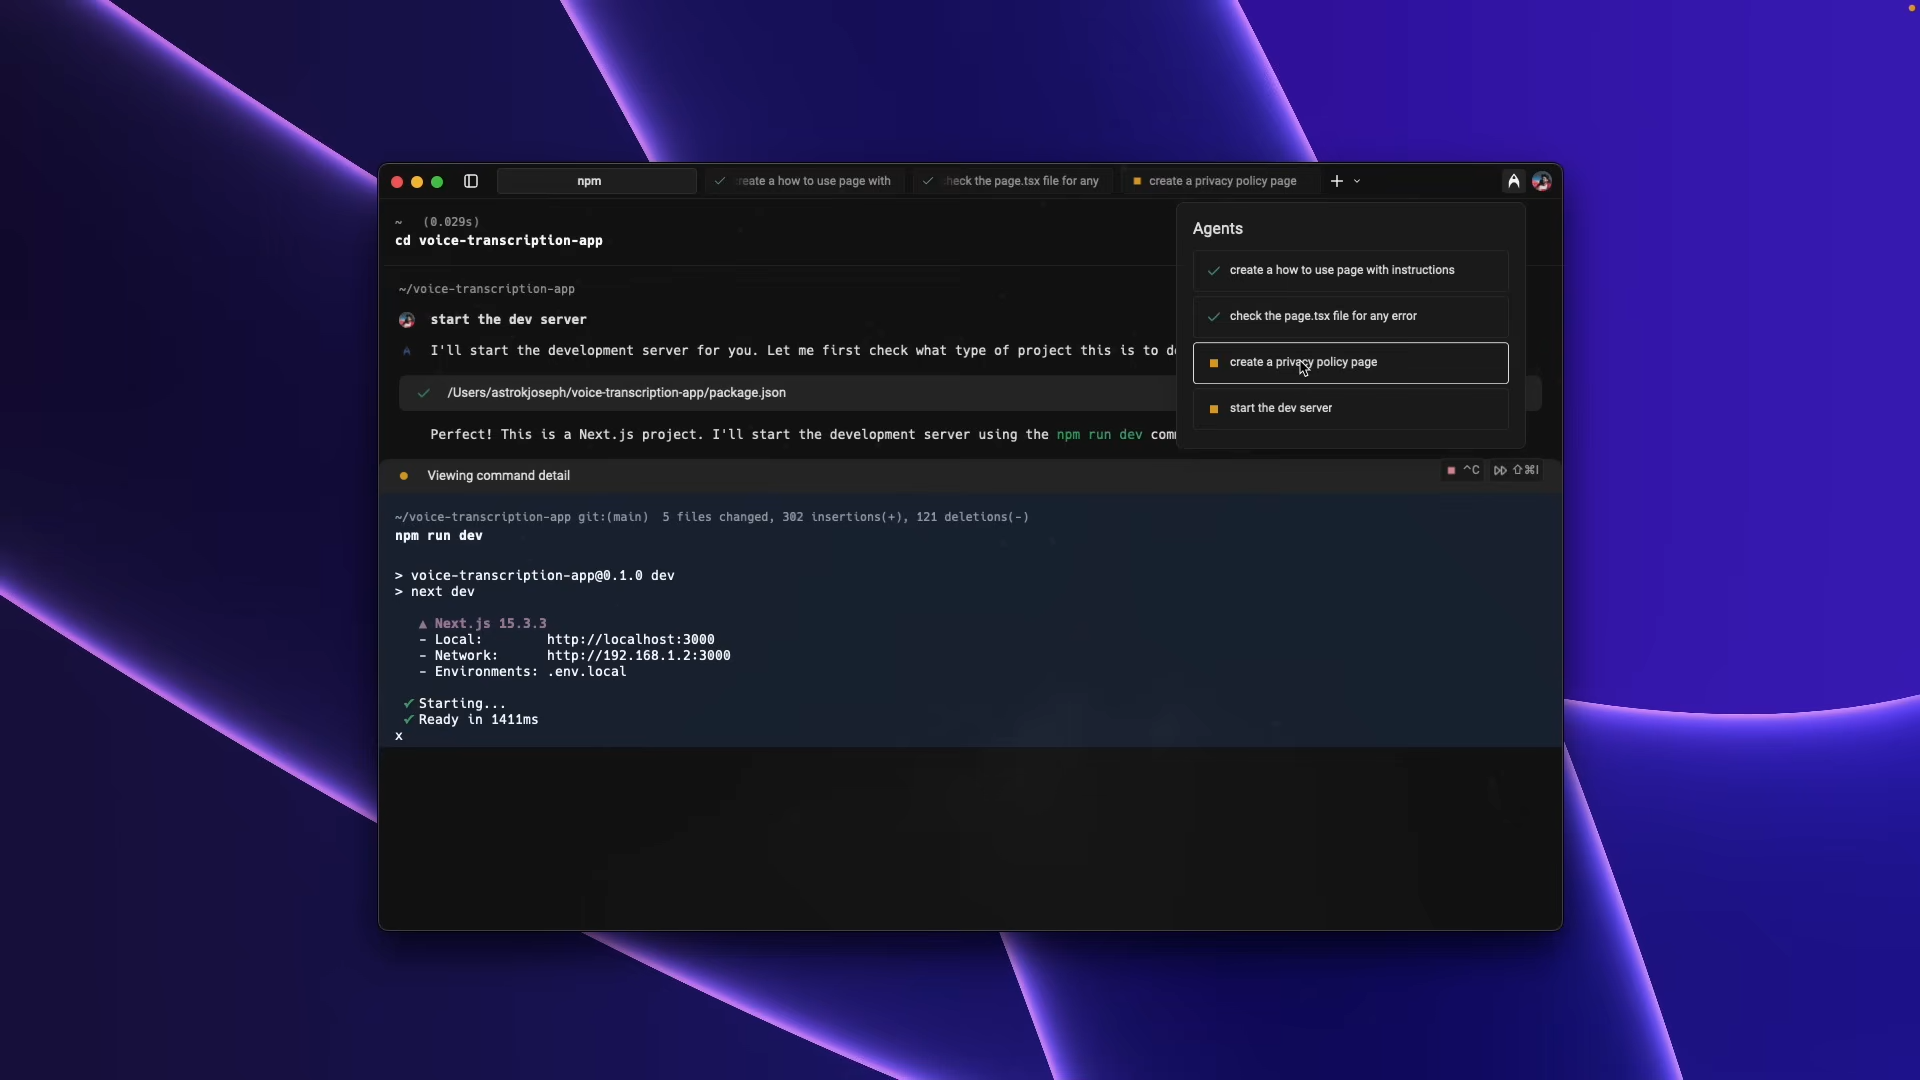 npm
create a how to use page with
check the page.tsx file for any
create a privacy policy page
~ (0.029s)
cd voice-transcription-app
~/voice-transcription-app
start the dev server
I'll start the development server for you. Let me first check what type of project this is to
/Users/astrokjoseph/voice-transcription-app/package.json
Perfect! This is a Next.js project. I'll start the development server using the npm run dev
Agents
create a how to use page with instructions
check the page.tsx file for any error
create a privacy policy page
start the dev server
Viewing command detail
^C
⇧⌘I
~/voice-transcription-app git:(main) 5 files changed, 302 insertions(+), 121 deletions(-)
npm run dev
> voice-transcription-app@0.1.0 dev
> next dev
▲ Next.js 15.3.3
- Local: http://localhost:3000
- Network: http://192.168.1.2:3000
- Environments: .env.local
✓ Starting...
✓ Ready in 1411ms
x